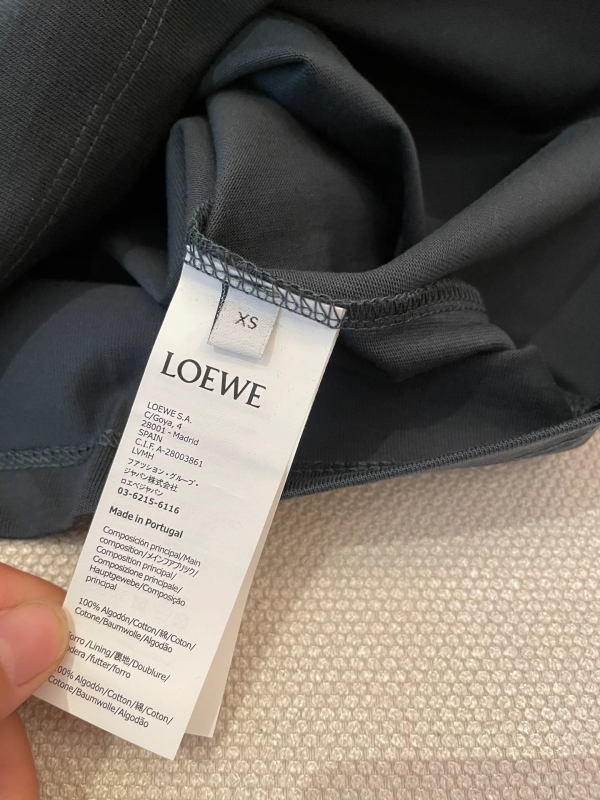 XS
LOEWE
LOEWE S.A.
C/Goya, 4
28001 - Madrid
SPAIN
C.I.F. A-28003861
LVMH
ファッション・グループ・
ジャパン株式会社
ロエベジャパン
03-6215-6116
Made in Portugal
Composición principal/Main
composition/メインファブリック/
Composition principal/
Composizione principale/
Hauptgewebe/Composição
principal
100% Algodón/Cotton/綿/Coton/
Cotone/Baumwolle/Algodão
Forro/Lining/裏地/Doublure/
/futter/forro
00% Algodón/Cotton/綿/Coton/
Cotone/Baumwolle/Algodão